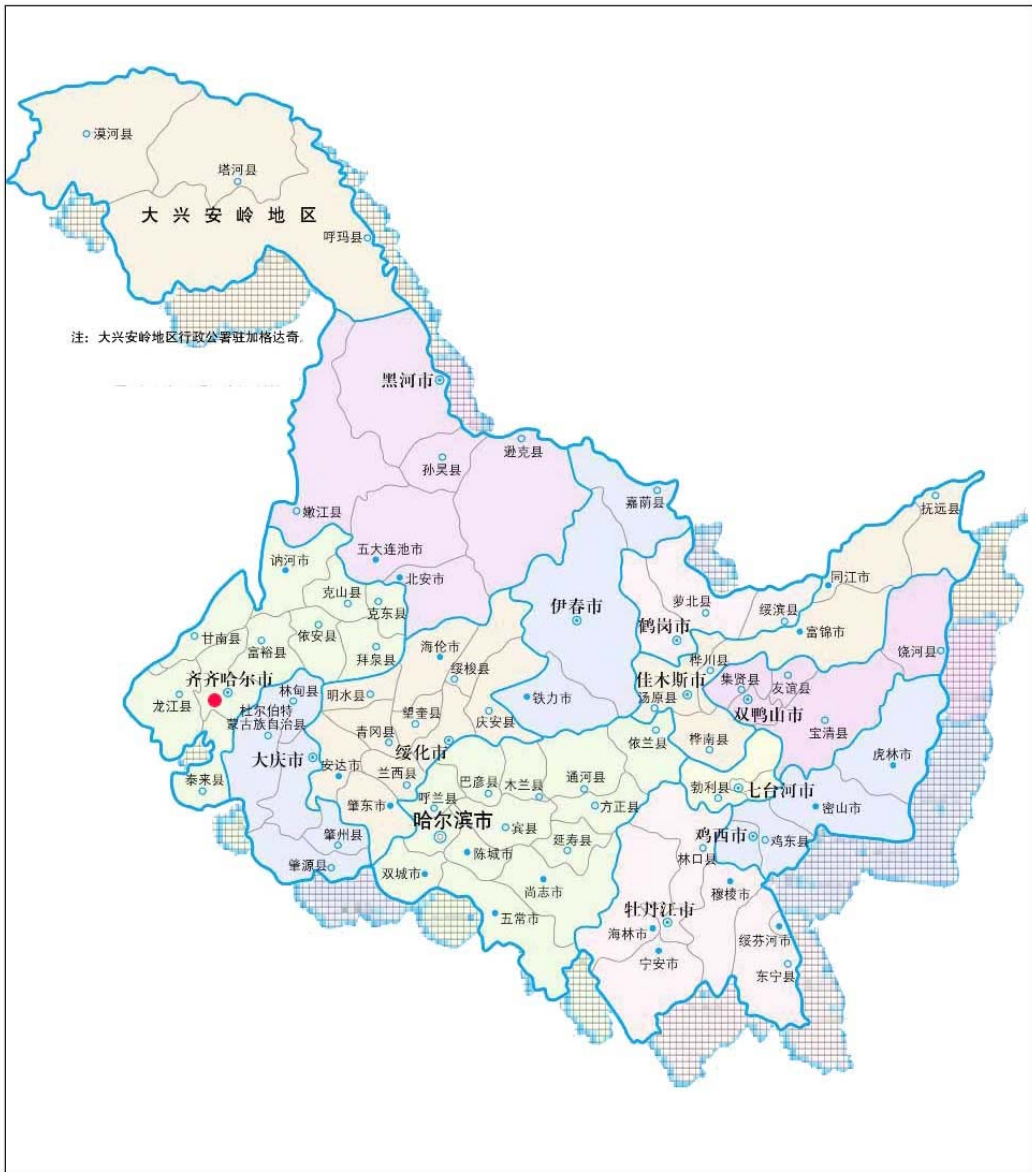 漠河县
塔河县
大兴安岭地区
呼玛县
注：大兴安岭地区行政公署驻加格达奇.
黑河市
逊克县
孙吴县
嘉荫县
抚远县
嫩江县
五大连池市
讷河市
北安市
同江市
克山县
克东县
伊春市
萝北县
绥滨县
甘南县
依安县
鹤岗市
富锦市
富裕县
海伦市
拜泉县
绥棱县
饶河县
桦川县
齐齐哈尔市
集贤县
友谊县
佳木斯市
林甸县
明水县
铁力市
汤原县
双鸭山市
龙江县
杜尔伯特
蒙古族自治县
望奎县
庆安县
依兰县
宝清县
青冈县
绥化市
桦南县
大庆市
安达市
虎林市
兰西县
巴彦县
木兰县
通河县
泰来县
勃利县
七台河市
肇东市
呼兰县
方正县
密山市
哈尔滨市
宾县
鸡西市
鸡东县
肇州县
陈城市
延寿县
林口县
肇源县
双城市
尚志市
穆棱市
五常市
牡丹江市
海林市
绥芬河市
宁安市
东宁县